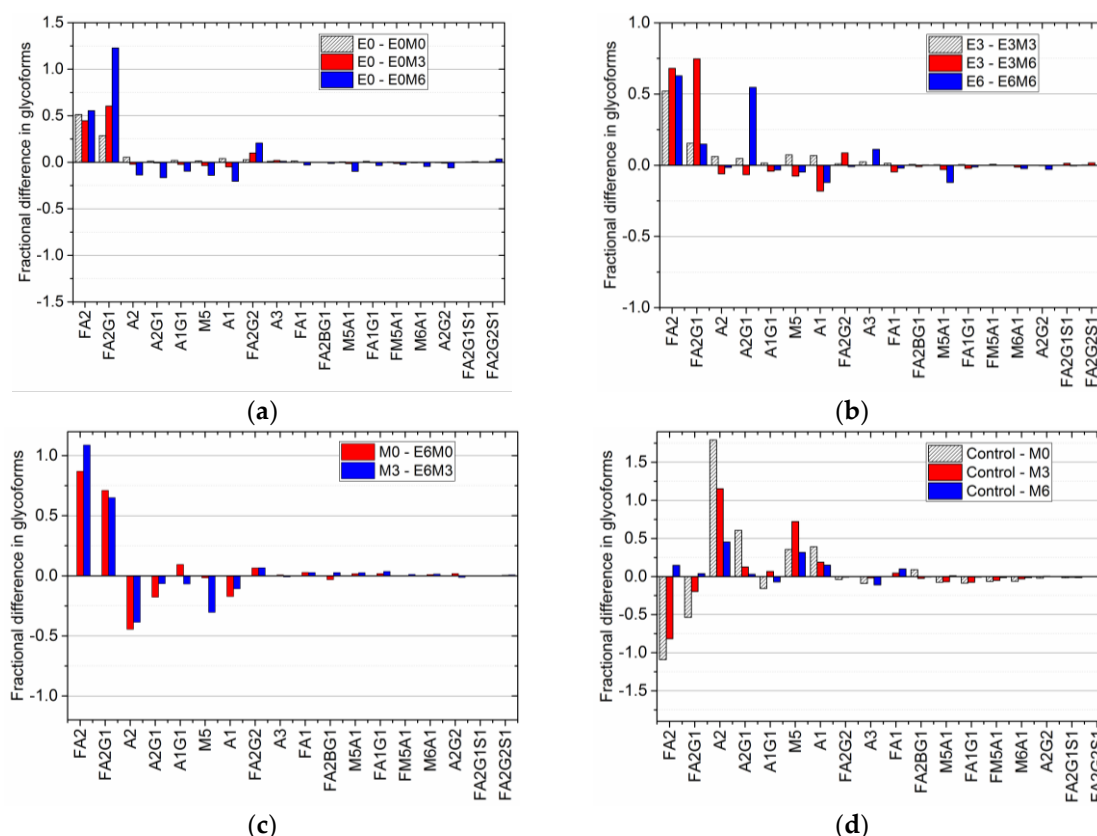 1.5
1.0
0.5
0.0
-0.5
-1.0
-1.5
Fractional difference in glycoforms
E0 - E0M0
E0 - E0M3
E0 - E0M6
FA2
FA2G1
A2
A2G1
A1G1
M5
A1
FA2G2
A3
FA1
FA2BG1
M5A1
FA1G1
FM5A1
M6A1
A2G2
FA2G1S1
FA2G2S1
(a)
1.0
0.5
0.0
-0.5
-1.0
Fractional difference in glycoforms
E3 - E3M3
E3 - E3M6
E6 - E6M6
FA2
FA2G1
A2
A2G1
A1G1
M5
A1
FA2G2
A3
FA1
FA2BG1
M5A1
FA1G1
FM5A1
M6A1
A2G2
FA2G1S1
FA2G2S1
(b)
1.0
0.5
0.0
-0.5
-1.0
Fractional difference in glycoforms
M0 - E6M0
M3 - E6M3
FA2
FA2G1
A2
A2G1
A1G1
M5
A1
FA2G2
A3
FA1
FA2BG1
M5A1
FA1G1
FM5A1
M6A1
A2G2
FA2G1S1
FA2G2S1
(c)
1.5
1.0
0.5
0.0
-0.5
-1.0
-1.5
Fractional difference in glycoforms
Control - M0
Control - M3
Control - M6
FA2
FA2G1
A2
A2G1
A1G1
M5
A1
FA2G2
A3
FA1
FA2BG1
M5A1
FA1G1
FM5A1
M6A1
A2G2
FA2G1S1
FA2G2S1
(d)